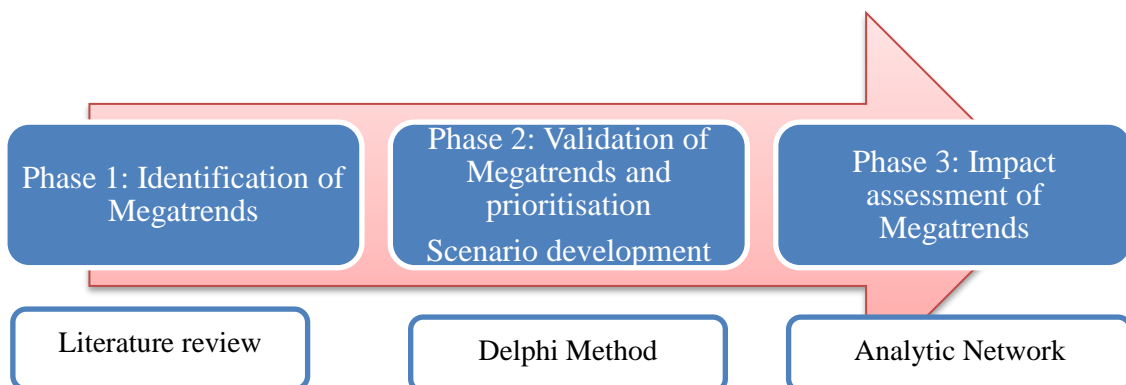 Phase 1: Identification of
Megatrends
Phase 2: Validation of
Megatrends and
prioritisation
Scenario development
Phase 3: Impact
assessment of
Megatrends
Literature review
Delphi Method
Analytic Network